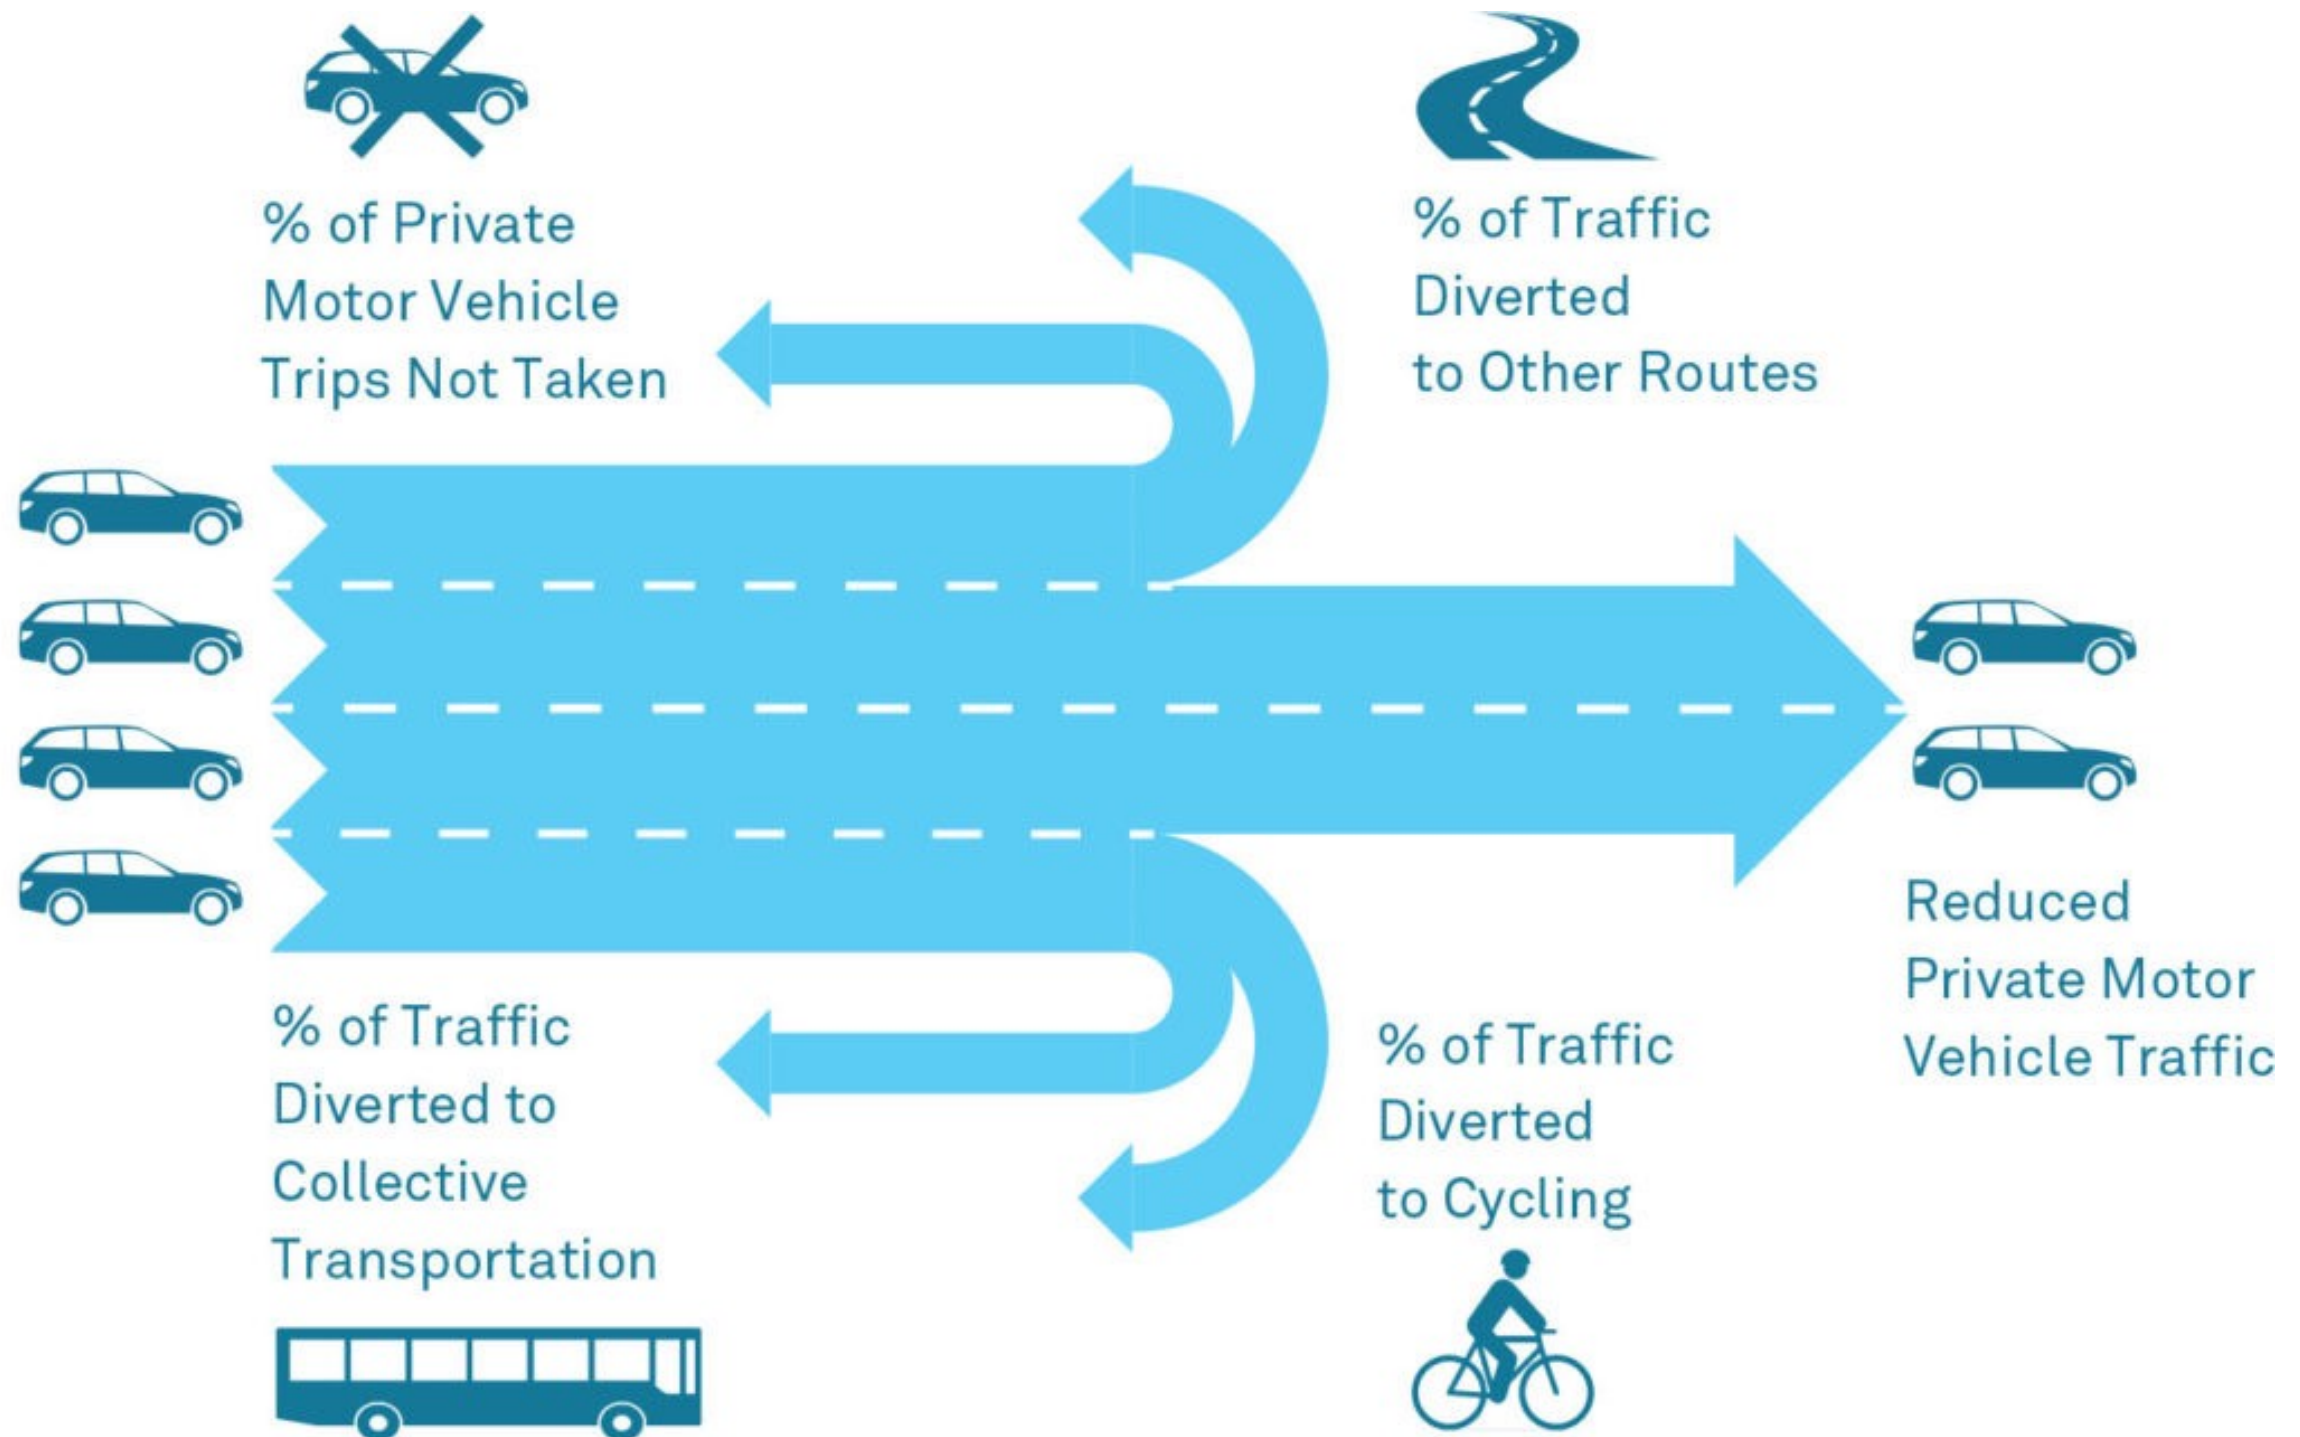 % of Private
Motor Vehicle
Trips Not Taken
% of Traffic
Diverted
to Other Routes
Reduced
Private Motor
Vehicle Traffic
% of Traffic
Diverted to
Collective
Transportation
% of Traffic
Diverted
to Cycling